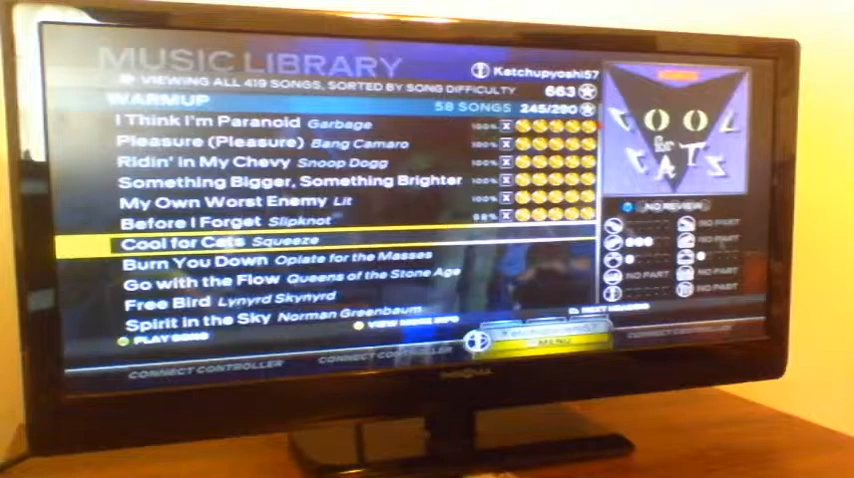 MUSIC LIBRARY
Ketchupyoshi57
VIEWING ALL 419 SONGS, SORTED BY SONG DIFFICULTY
663
WARMUP
58 SONGS 245/290
I Think I'm Paranoid Garbage 100%
Pleasure (Pleasure) Bang Camaro 100%
Ridin' in My Chevy Snoop Dogg 100%
Something Bigger, Something Brighter 100%
My Own Worst Enemy Lit 100%
Before I Forget Slipknot 98%
Cool for Cats Squeeze
Burn You Down Opiate for the Masses
Go with the Flow Queens of the Stone Age
Free Bird Lynyrd Skynyrd
Spirit in the Sky Norman Greenbaum
PLAY SONG
VIEW MORE INFO
NEXT HEADING
COOL
for
CATS
NO REVIEW
NO PART
NO PART
NO PART
NO PART
NO PART
Ketchupyoshi57
MENU
CONNECT CONTROLLER
CONNECT CONTROLLER
CONNECT CONTROLLER
INSIGNIA